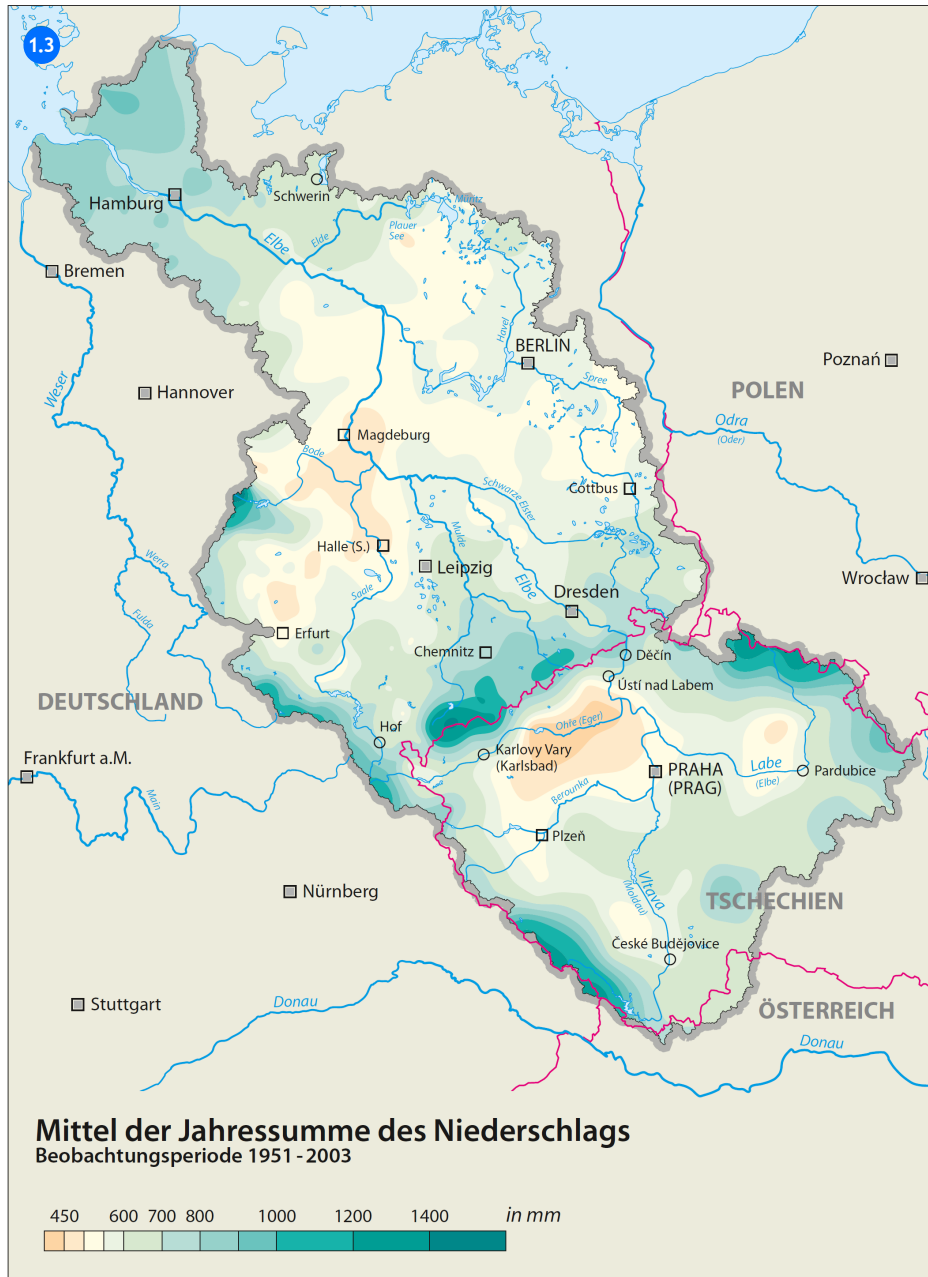 1.3
Schwerin
Hamburg
Müritz
Plauer
See
Elde
Elbe
Bremen
Havel
BERLIN
Spree
Poznań
POLEN
Hannover
Weser
Odra
(Oder)
Magdeburg
Bode
Schwarze Elster
Cottbus
Mulde
Halle (S.)
Leipzig
Elbe
Werra
Wrocław
Saale
Dresden
Fulda
Erfurt
Chemnitz
Děčín
Ústí nad Labem
DEUTSCHLAND
Hof
Ohře (Eger)
Karlovy Vary
(Karlsbad)
Frankfurt a.M.
PRAHA
(PRAG)
Labe
(Elbe)
Pardubice
Main
Berounka
Plzeň
Nürnberg
Vltava
(Moldau)
TSCHECHIEN
České Budějovice
Stuttgart
Donau
ÖSTERREICH
Donau
Mittel der Jahressumme des Niederschlags
Beobachtungsperiode 1951 - 2003
450 600 700 800 1000 1200 1400 in mm